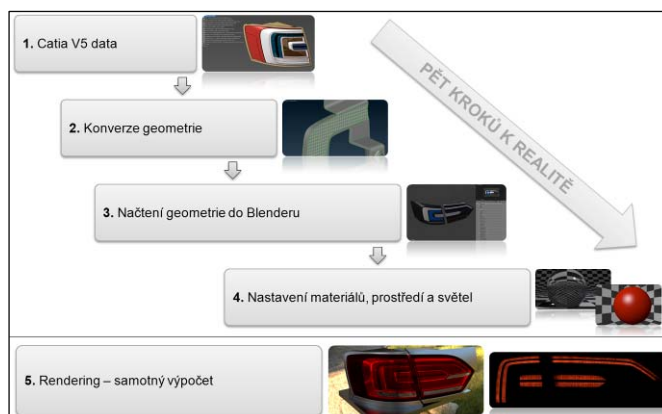 1. Catia V5 data
PĚT KROKŮ K REALITĚ
2. Konverze geometrie
3. Načtení geometrie do Blenderu
4. Nastavení materiálů, prostředí a světel
5. Rendering – samotný výpočet